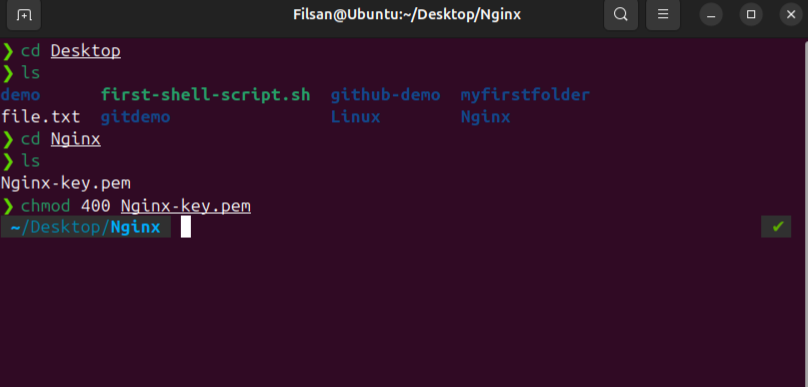 Filsan@Ubuntu:~/Desktop/Nginx
❯ cd Desktop
❯ ls
demo first-shell-script.sh github-demo myfirstfolder
file.txt gitdemo Linux Nginx
❯ cd Nginx
❯ ls
Nginx-key.pem
❯ chmod 400 Nginx-key.pem
~/Desktop/Nginx ✔